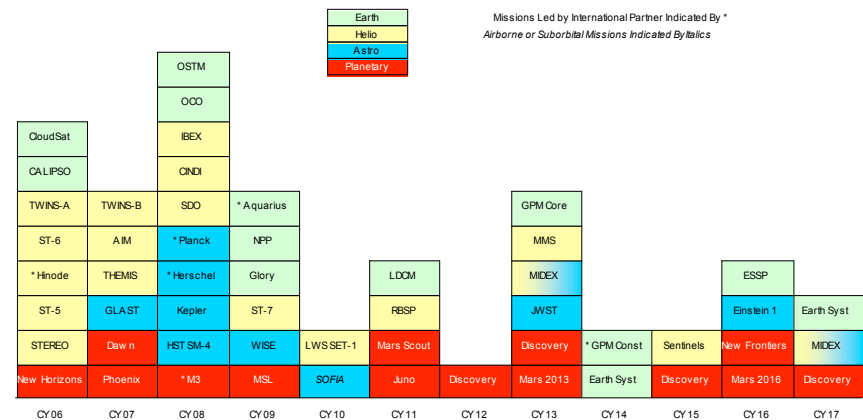 Earth
Missions Led by International Partner Indicated By *
Helio
Airborne or Suborbital Missions Indicated ByItalics
Astro
Planetary
OSTM
OCO
CloudSat
IBEX
CALIPSO
CINDI
TWINS-A
TWINS-B
SDO
* Aquarius
GPM Core
ST-6
AIM
* Planck
NPP
MMS
* Hinode
THEMIS
* Herschel
Glory
LDCM
MIDEX
ESSP
ST-5
GLAST
Kepler
ST-7
RBSP
JWST
Einstein 1
Earth Syst
STEREO
Dawn
HST SM-4
WISE
LWS SET-1
Mars Scout
Discovery
* GPM Const
Sentinels
New Frontiers
MIDEX
New Horizons
Phoenix
* M3
MSL
SOFIA
Juno
Discovery
Mars 2013
Earth Syst
Discovery
Mars 2016
Discovery
CY 06
CY 07
CY 08
CY 09
CY 10
CY 11
CY 12
CY 13
CY 14
CY 15
CY 16
CY 17